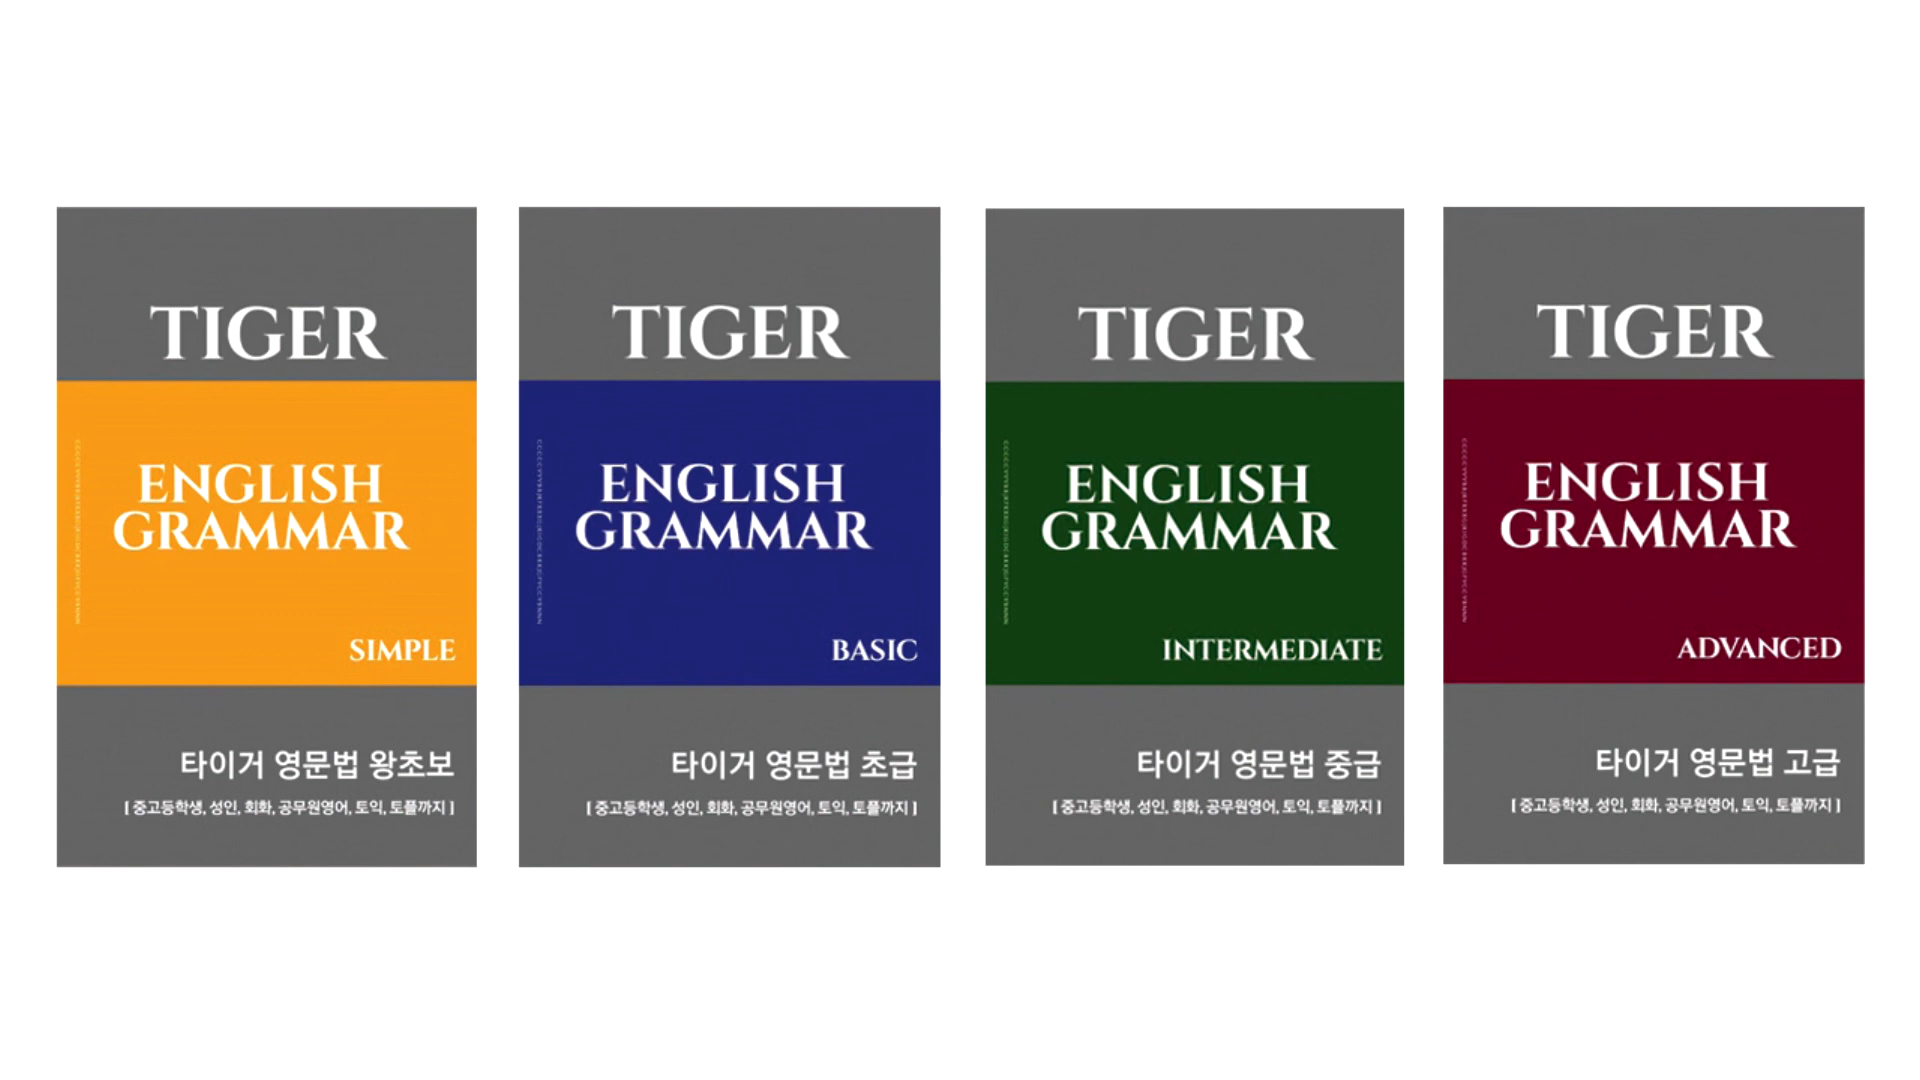 TIGER
ENGLISH
GRAMMAR
SIMPLE
타이거 영문법 왕초보
[ 중고등학생, 성인, 회화, 공무원영어, 토익, 토플까지 ]
TIGER
ENGLISH
GRAMMAR
BASIC
타이거 영문법 초급
[ 중고등학생, 성인, 회화, 공무원영어, 토익, 토플까지 ]
TIGER
ENGLISH
GRAMMAR
INTERMEDIATE
타이거 영문법 중급
[ 중고등학생, 성인, 회화, 공무원영어, 토익, 토플까지 ]
TIGER
ENGLISH
GRAMMAR
ADVANCED
타이거 영문법 고급
[ 중고등학생, 성인, 회화, 공무원영어, 토익, 토플까지 ]